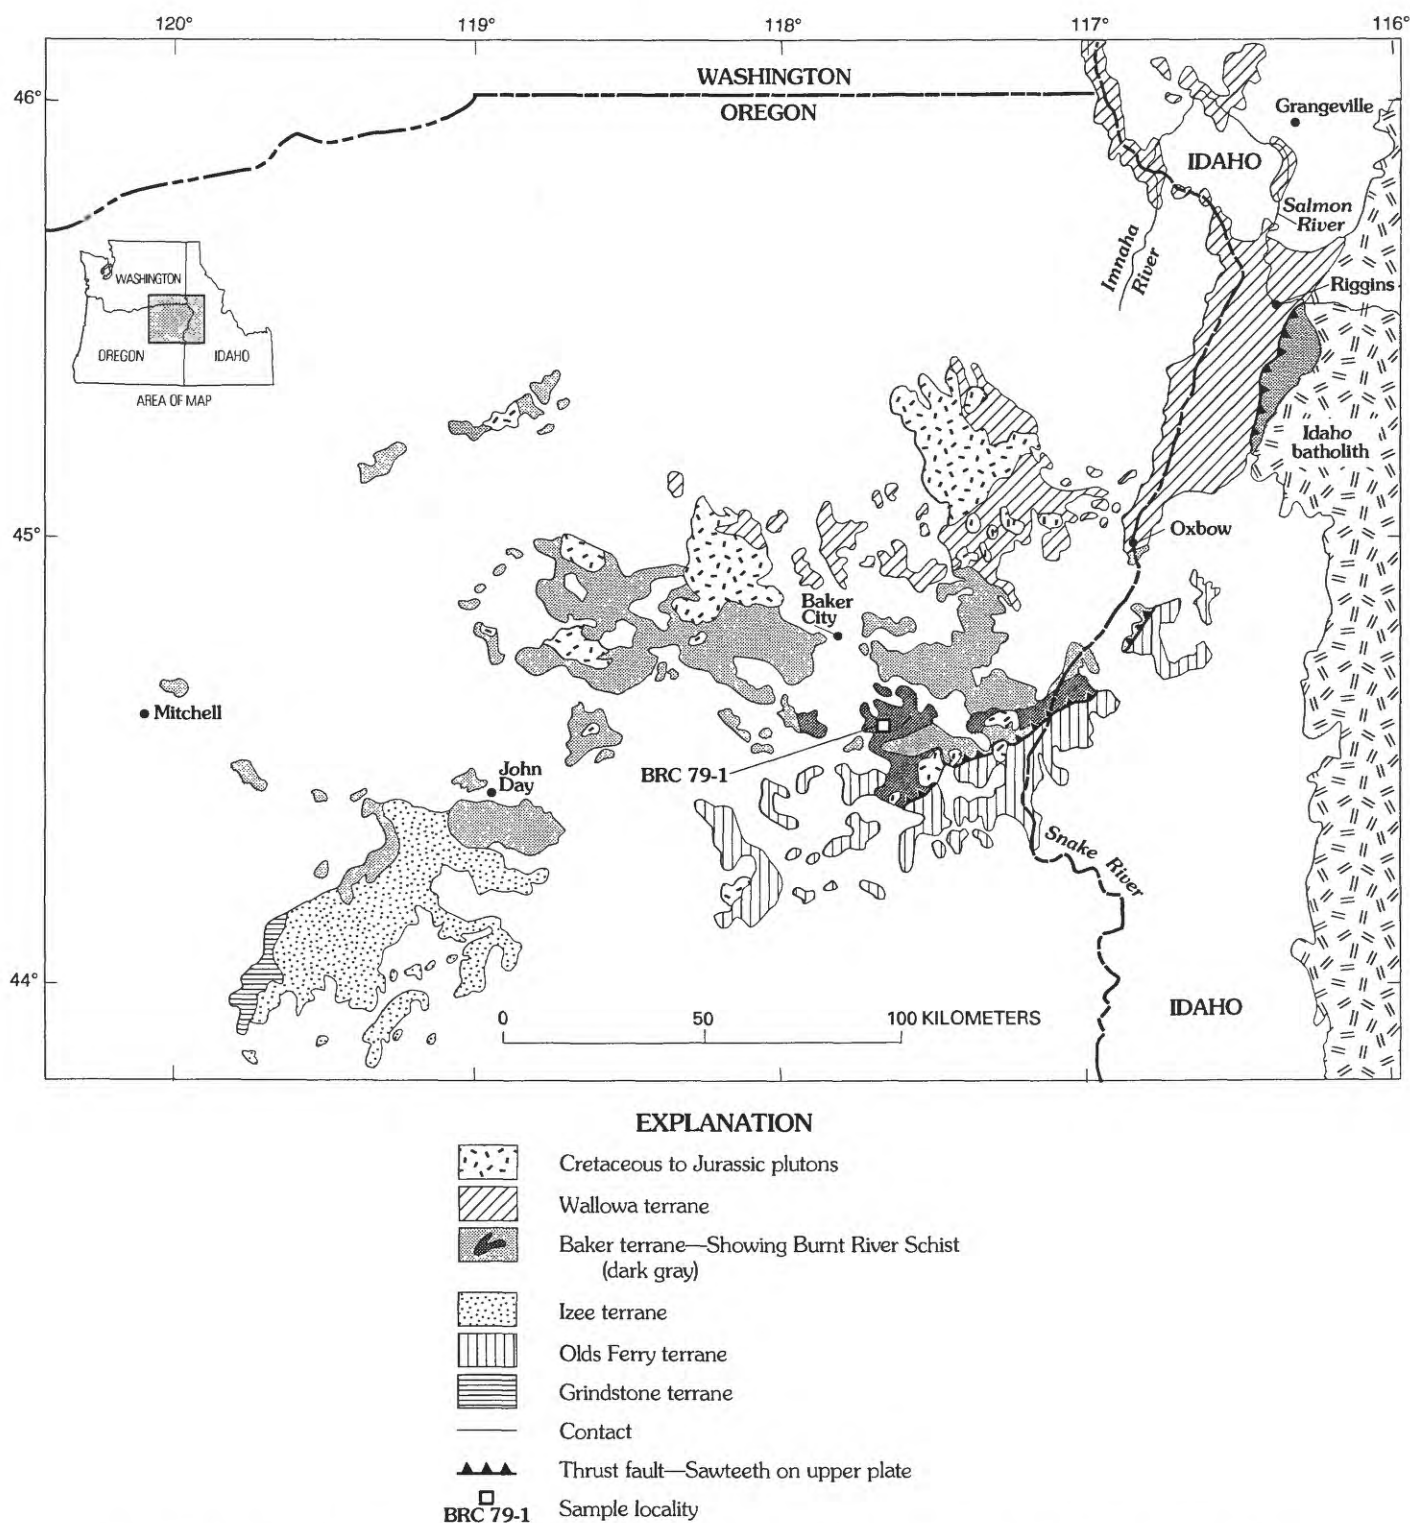 120°
119°
118°
117°
116°
46°
WASHINGTON
OREGON
Grangeville
IDAHO
Salmon
River
Imnaha
River
Riggins
WASHINGTON
OREGON
IDAHO
AREA OF MAP
Idaho
batholith
45°
Oxbow
Baker
City
Mitchell
BRC 79-1
John
Day
Snake River
44°
IDAHO
0 50 100 KILOMETERS
EXPLANATION
Cretaceous to Jurassic plutons
Wallowa terrane
Baker terrane—Showing Burnt River Schist
(dark gray)
Izee terrane
Olds Ferry terrane
Grindstone terrane
Contact
Thrust fault—Sawteeth on upper plate
BRC 79-1 Sample locality